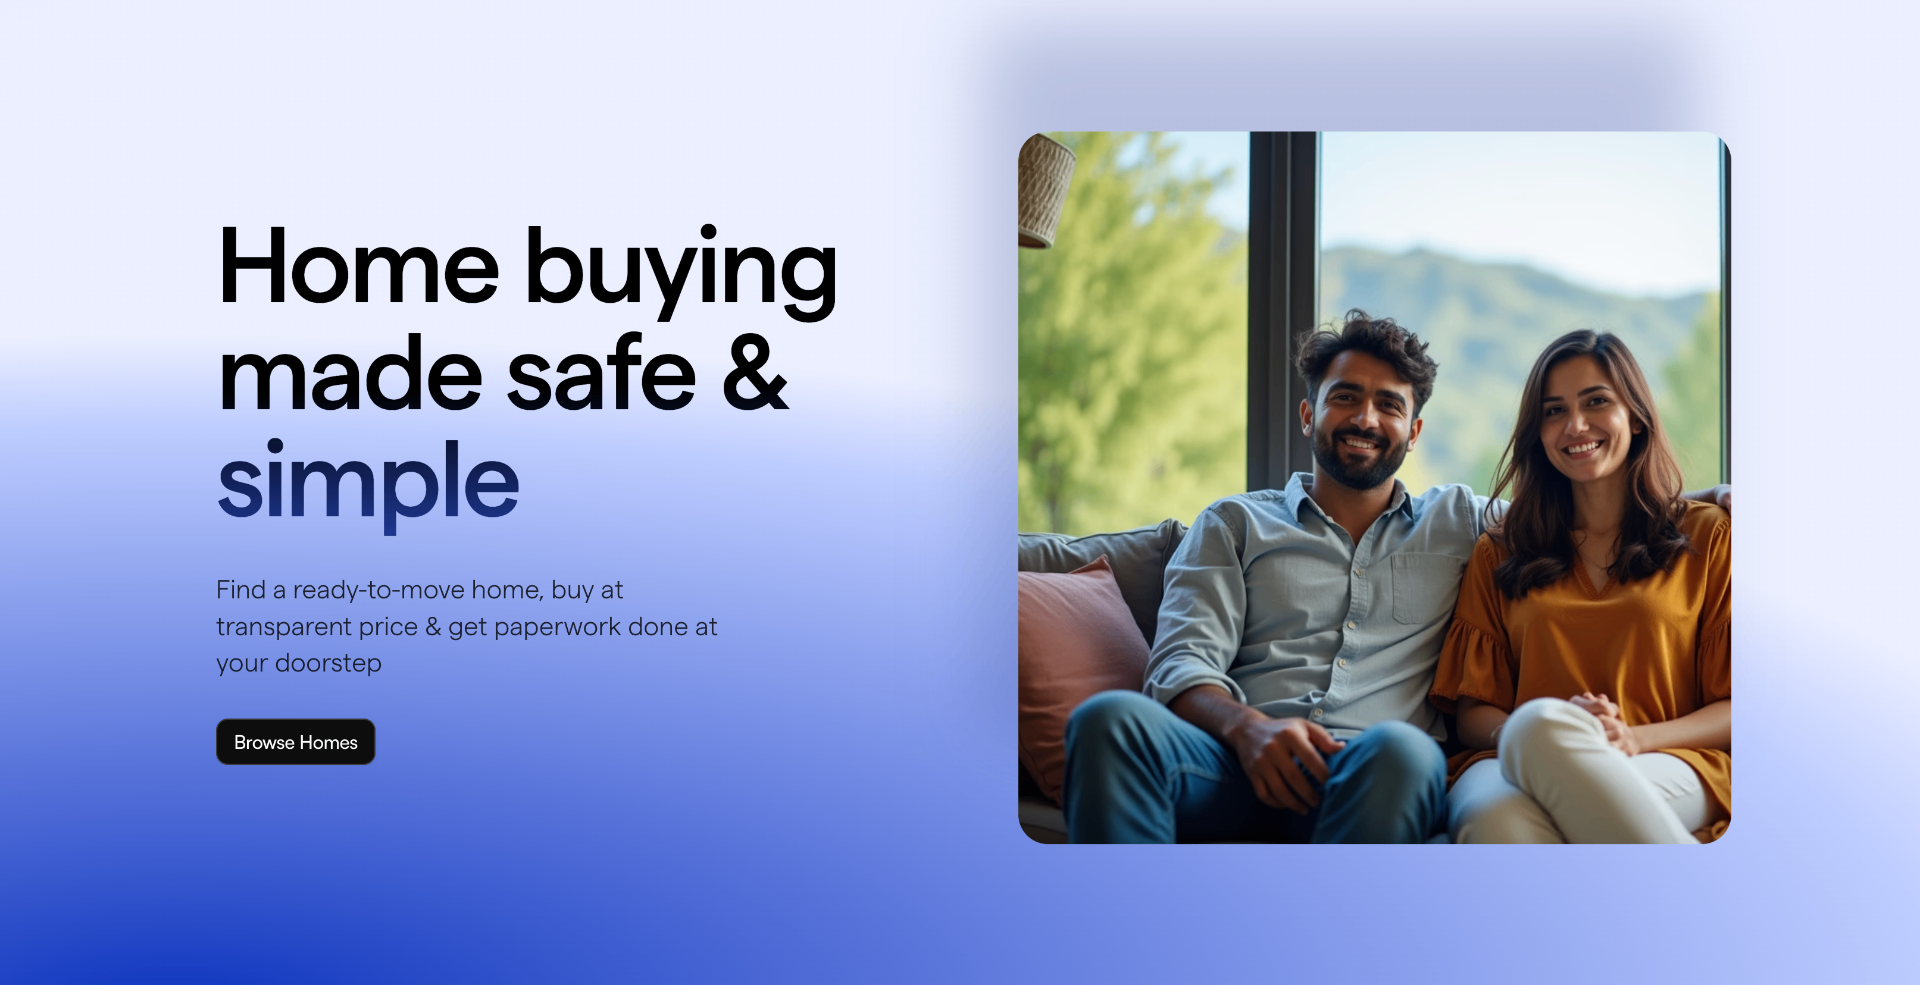 Home buying
made safe &
simple
Find a ready-to-move home, buy at
transparent price & get paperwork done at
your doorstep
Browse Homes